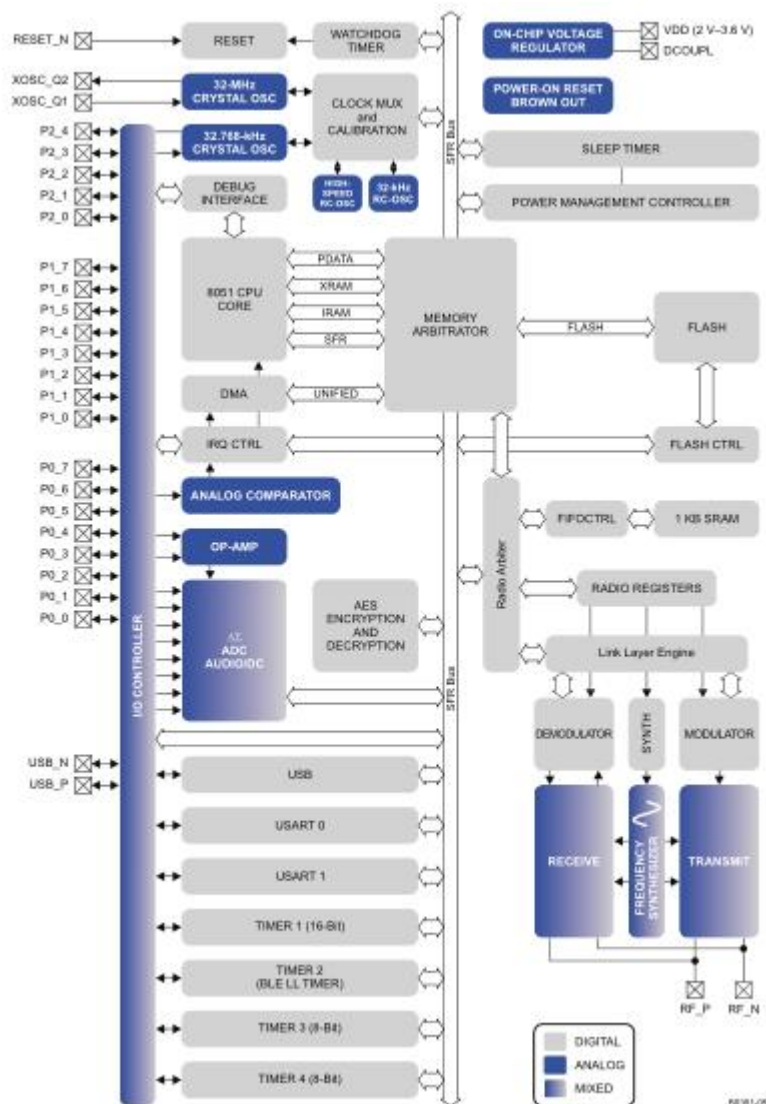 RESET_N
RESET
WATCHDOG
TIMER
ON-CHIP VOLTAGE
REGULATOR
VDD (2 V–3.6 V)
DCOUPL
XOSC_Q2
XOSC_Q1
32-MHz
CRYSTAL OSC
CLOCK MUX
and
CALIBRATION
POWER-ON RESET
BROWN OUT
P2_4
P2_3
P2_2
P2_1
P2_0
32.768-kHz
CRYSTAL OSC
SFR Bus
SLEEP TIMER
DEBUG
INTERFACE
HIGH-
SPEED
RC-OSC
32-kHz
RC-OSC
POWER MANAGEMENT CONTROLLER
P1_7
P1_6
P1_5
P1_4
P1_3
P1_2
P1_1
P1_0
8051 CPU
CORE
PDATA
XRAM
IRAM
SFR
MEMORY
ARBITRATOR
FLASH
FLASH
DMA
UNIFIED
IRQ CTRL
FLASH CTRL
P0_7
P0_6
P0_5
P0_4
P0_3
P0_2
P0_1
P0_0
ANALOG COMPARATOR
OP-AMP
Radio Arbiter
FIFOCTRL
1 KB SRAM
AES
ENCRYPTION
AND
DECRYPTION
RADIO REGISTERS
ADC
I/O CONTROLLER
Link Layer Engine
SFR Bus
DEMODULATOR
SYNTH
MODULATOR
USB_N
USB_P
USB
USART 0
USART 1
RECEIVE
FREQUENCY
SYNTHESIZER
TRANSMIT
TIMER 1 (16-Bit)
TIMER 2
(BLE LL TIMER)
TIMER 3 (8-Bit)
TIMER 4 (8-Bit)
RF_P
RF_N
DIGITAL
ANALOG
MIXED